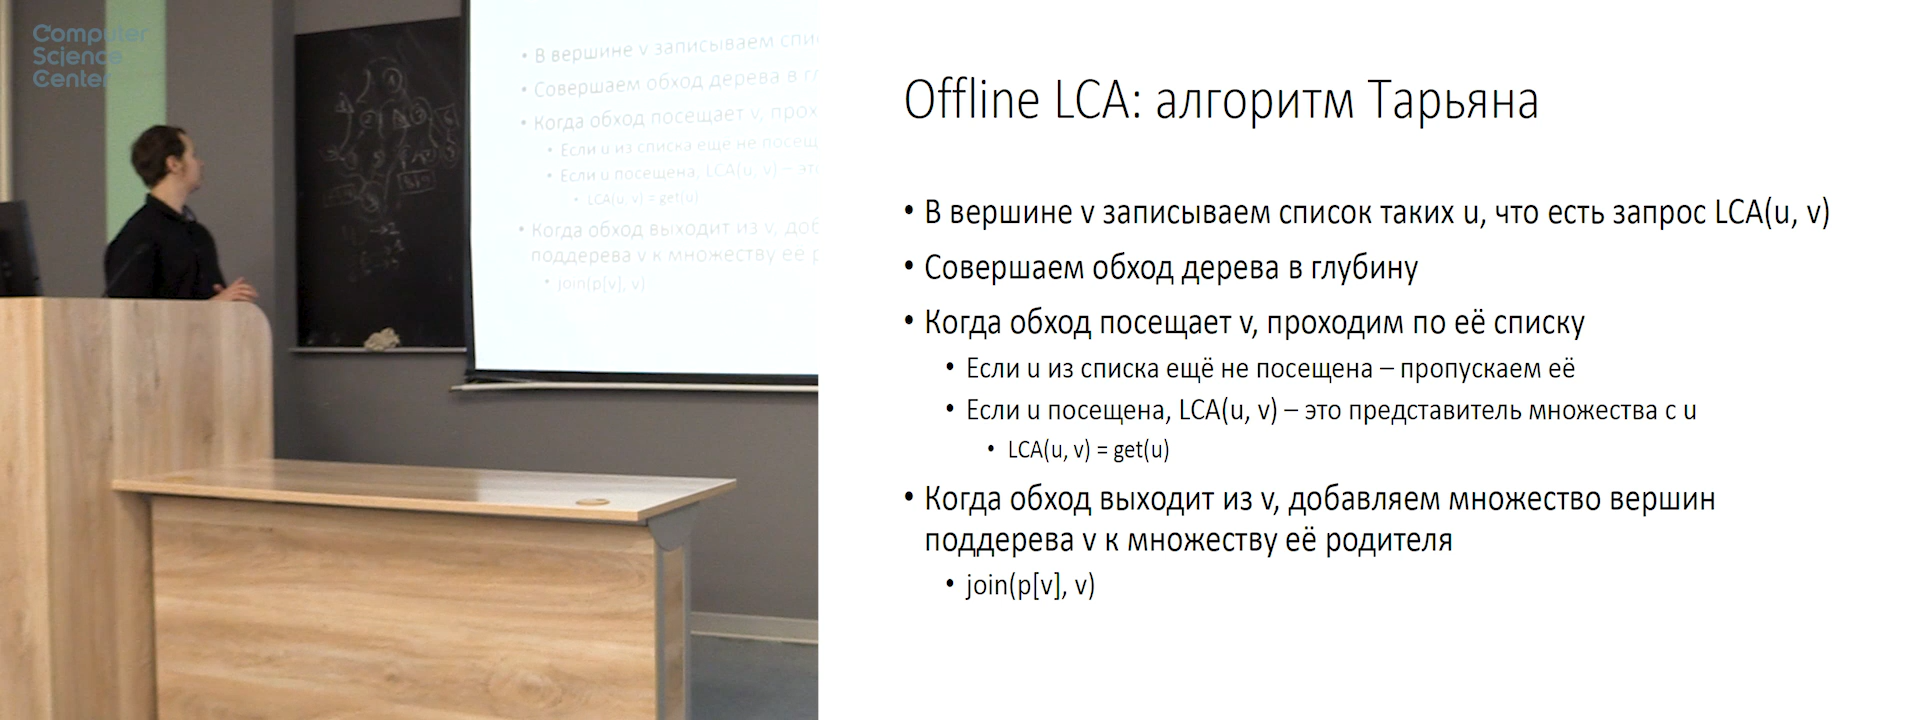 Computer
Science
Center
• В вершине v записываем спи
• Совершаем обход дерева в гл
• Когда обход посещает v, прох
• Если u из списка ещё не посещ
• Если u посещена, LCA(u, v) – эт
• LCA(u, v) = get(u)
• Когда обход выходит из v, доб
поддерева v к множеству её р
• join(p[v], v)
Offline LCA: алгоритм Тарьяна
• В вершине v записываем список таких u, что есть запрос LCA(u, v)
• Совершаем обход дерева в глубину
• Когда обход посещает v, проходим по её списку
• Если u из списка ещё не посещена – пропускаем её
• Если u посещена, LCA(u, v) – это представитель множества с u
• LCA(u, v) = get(u)
• Когда обход выходит из v, добавляем множество вершин
поддерева v к множеству её родителя
• join(p[v], v)